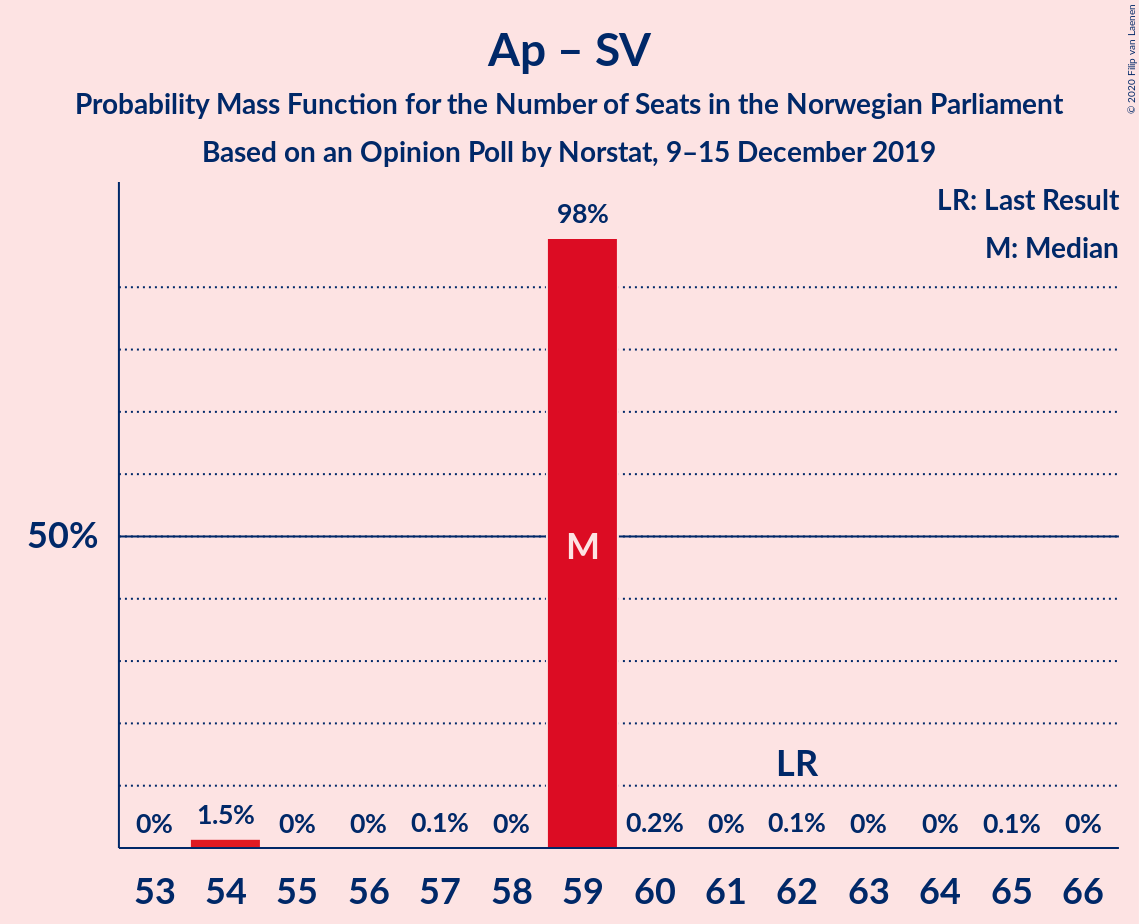 Ap – SV
Probability Mass Function for the Number of Seats in the Norwegian Parliament
Based on an Opinion Poll by Norstat, 9–15 December 2019
© 2020 Filip van Laenen
LR: Last Result
M: Median
98%
50%
M
LR
0% 1.5% 0% 0% 0.1% 0% 0.2% 0% 0.1% 0% 0% 0.1% 0%
53 54 55 56 57 58 59 60 61 62 63 64 65 66